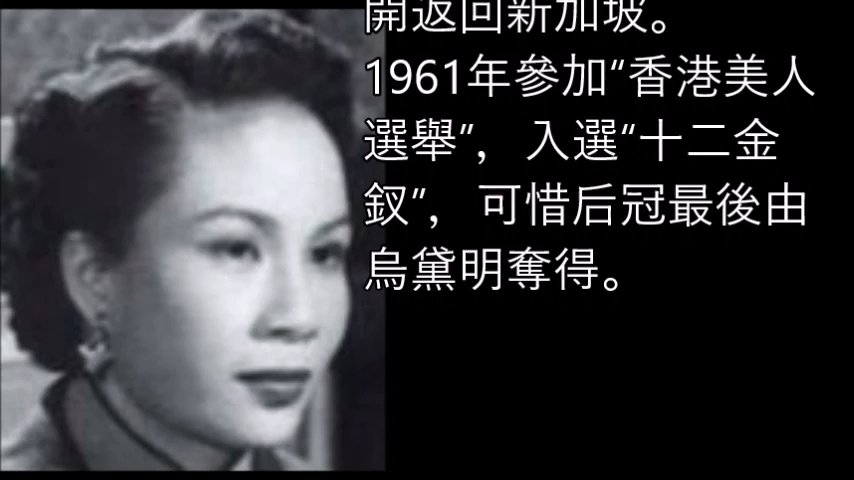 開返回新加坡。
1961年參加“香港美人
選舉”，入選“十二金
釵”，可惜后冠最後由
烏黛明奪得。